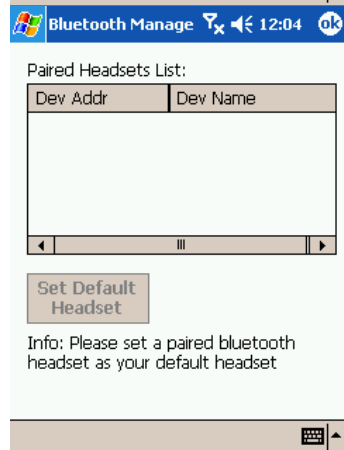 Bluetooth Manage 12:04 ok
Paired Headsets List:
Dev Addr Dev Name
Set Default
Headset
Info: Please set a paired bluetooth
headset as your default headset